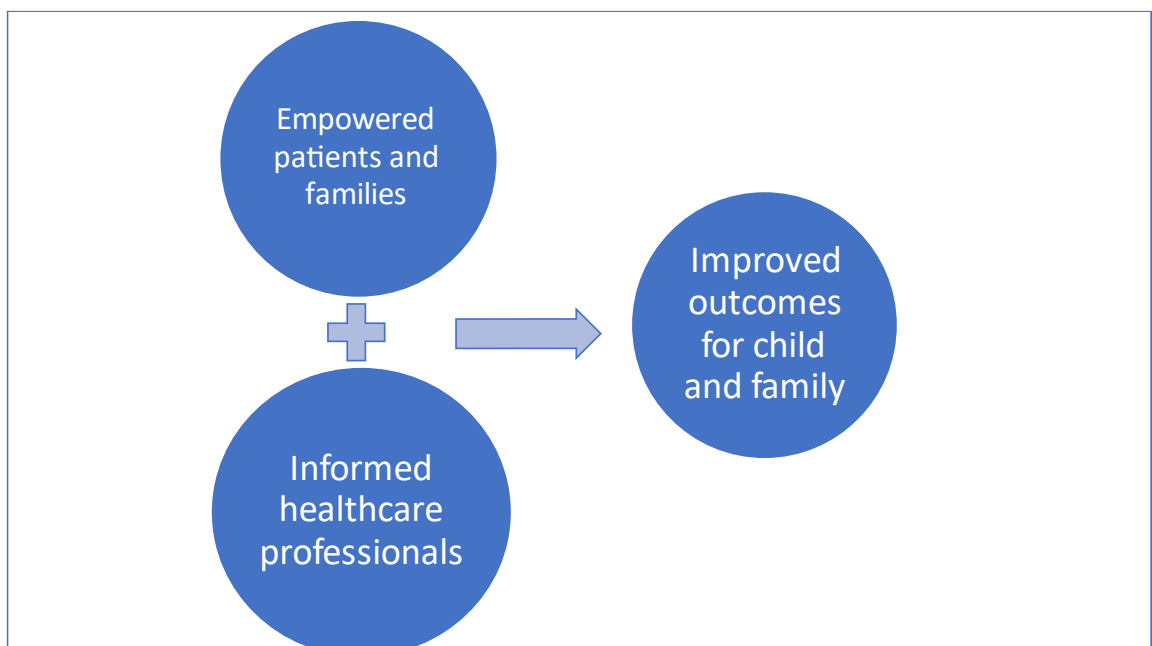 Empowered
patients and
families
Informed
healthcare
professionals
Improved
outcomes
for child
and family